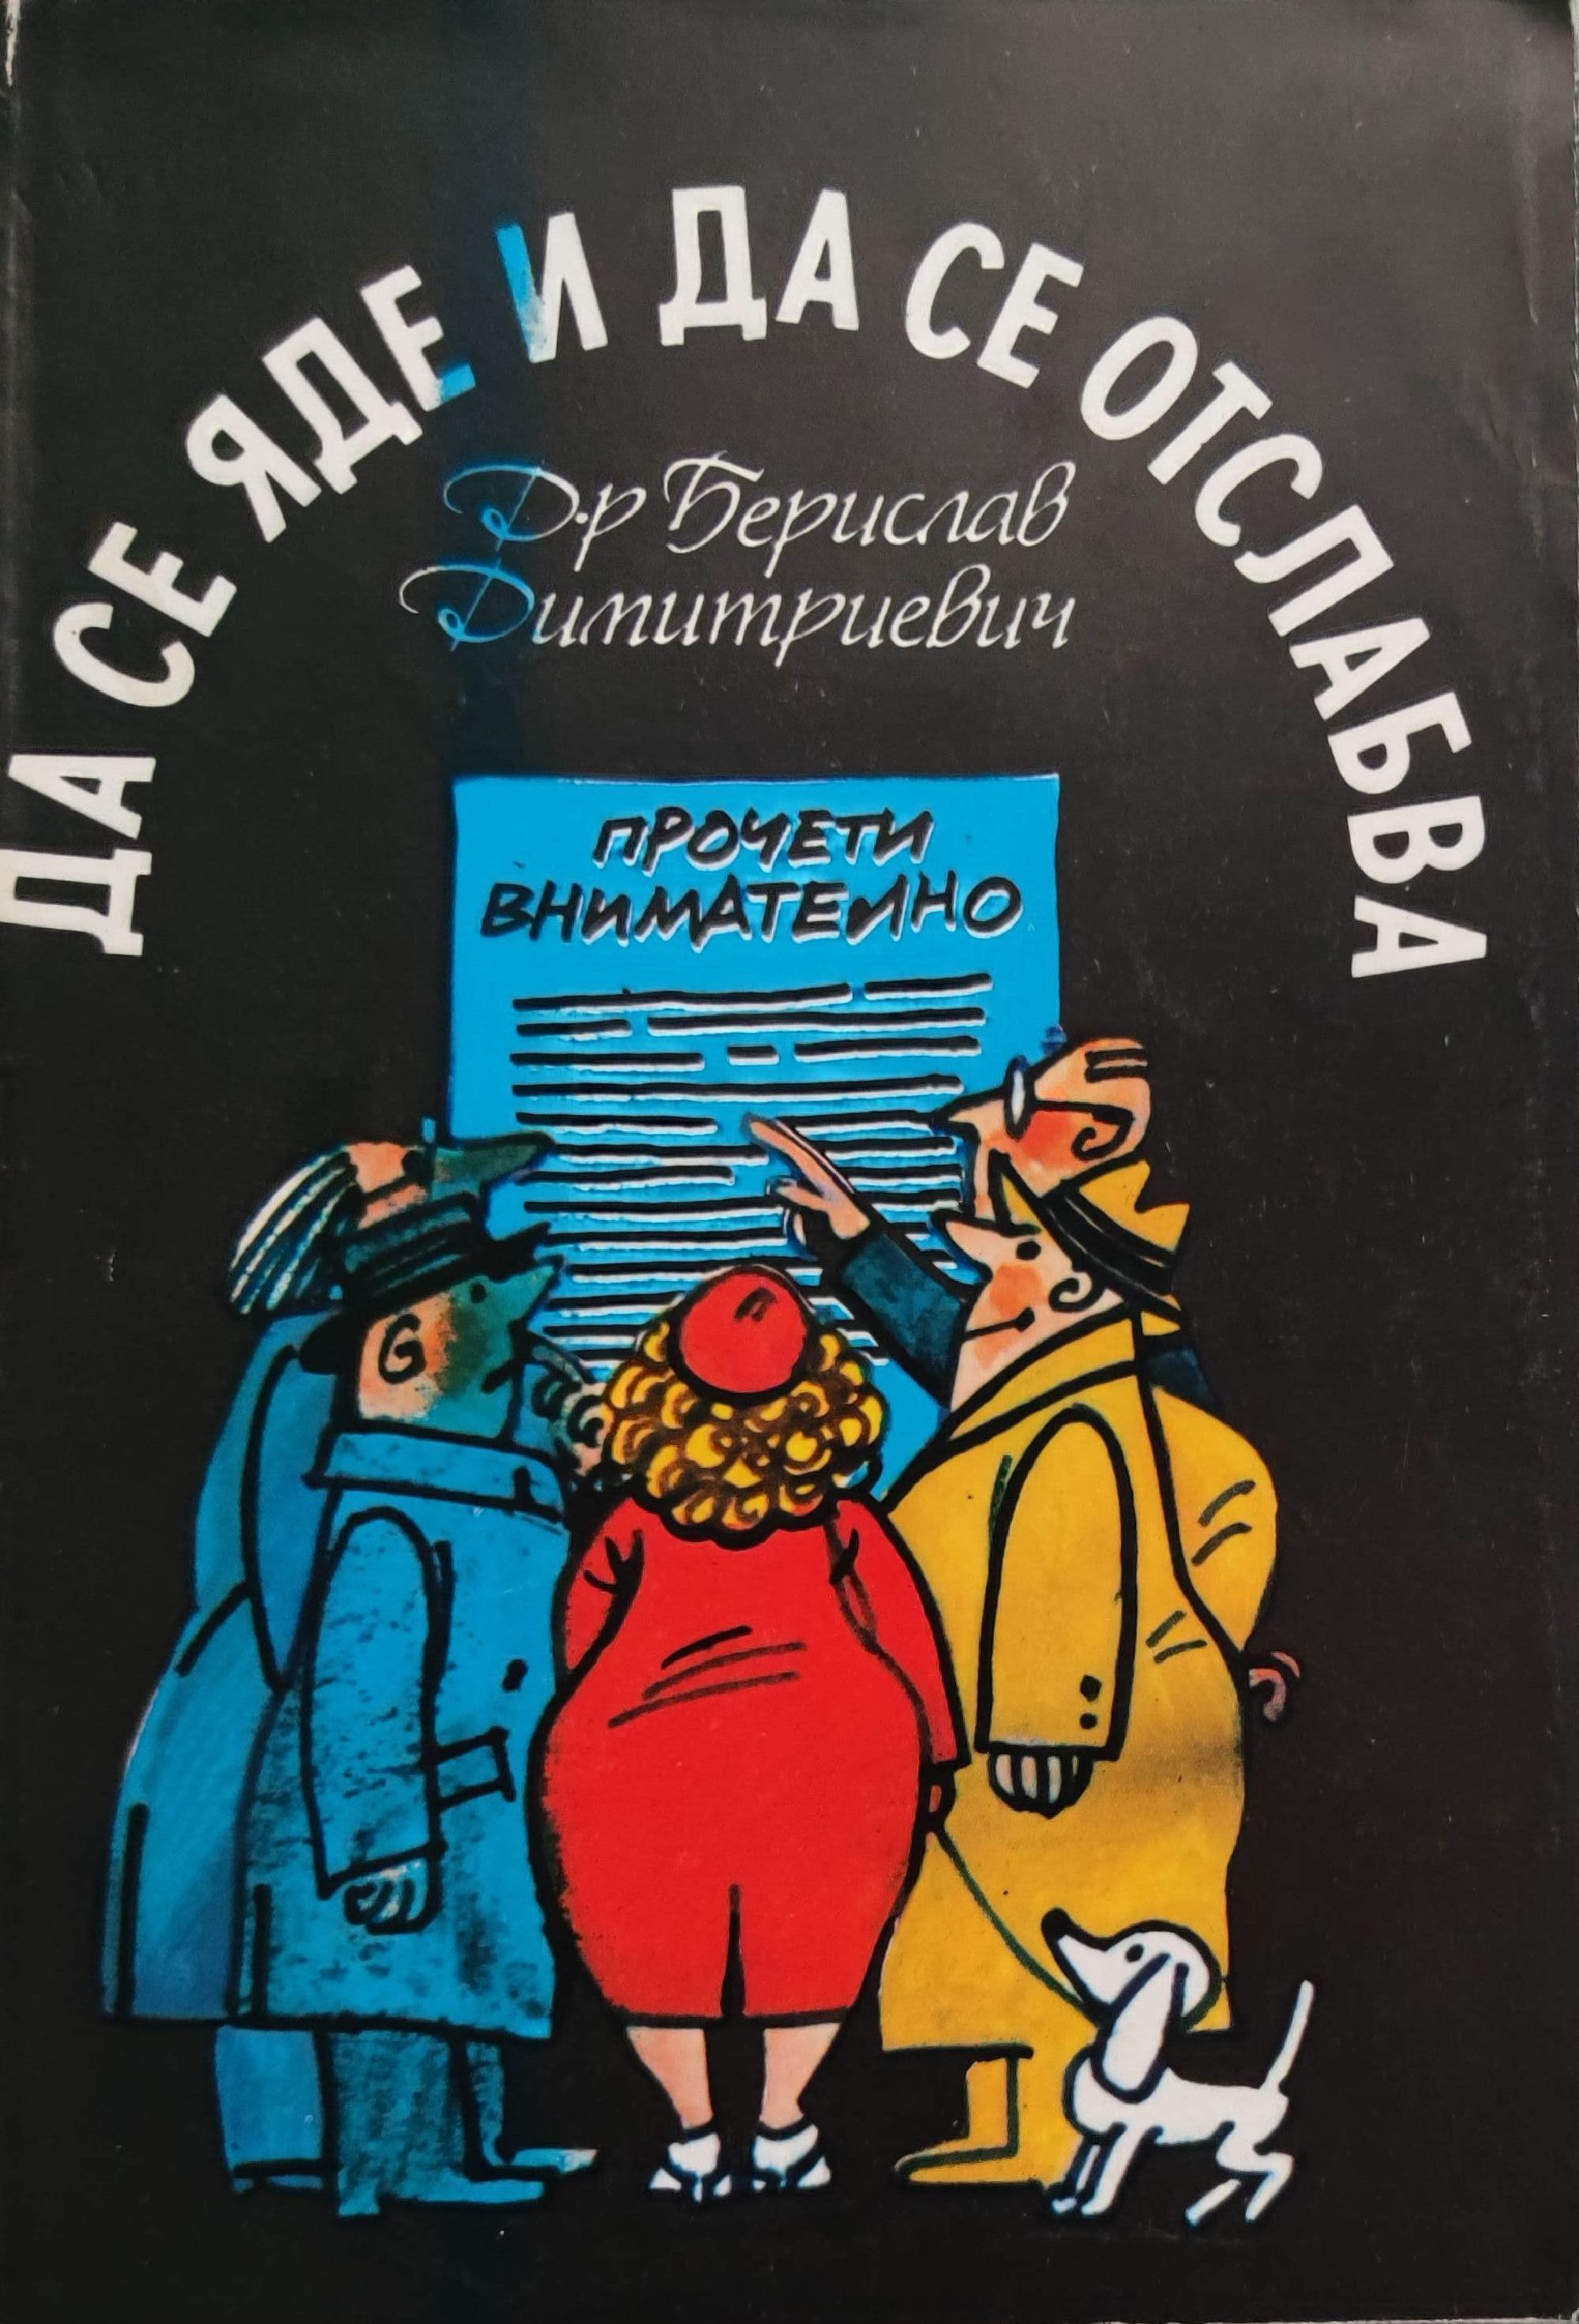 ДА СЕ ЯДЕ И ДА СЕ ОТСЛАБВА
Д-р Берислав
Димитриевич
ПРОЧЕТИ
ВНИМАТЕЛНО